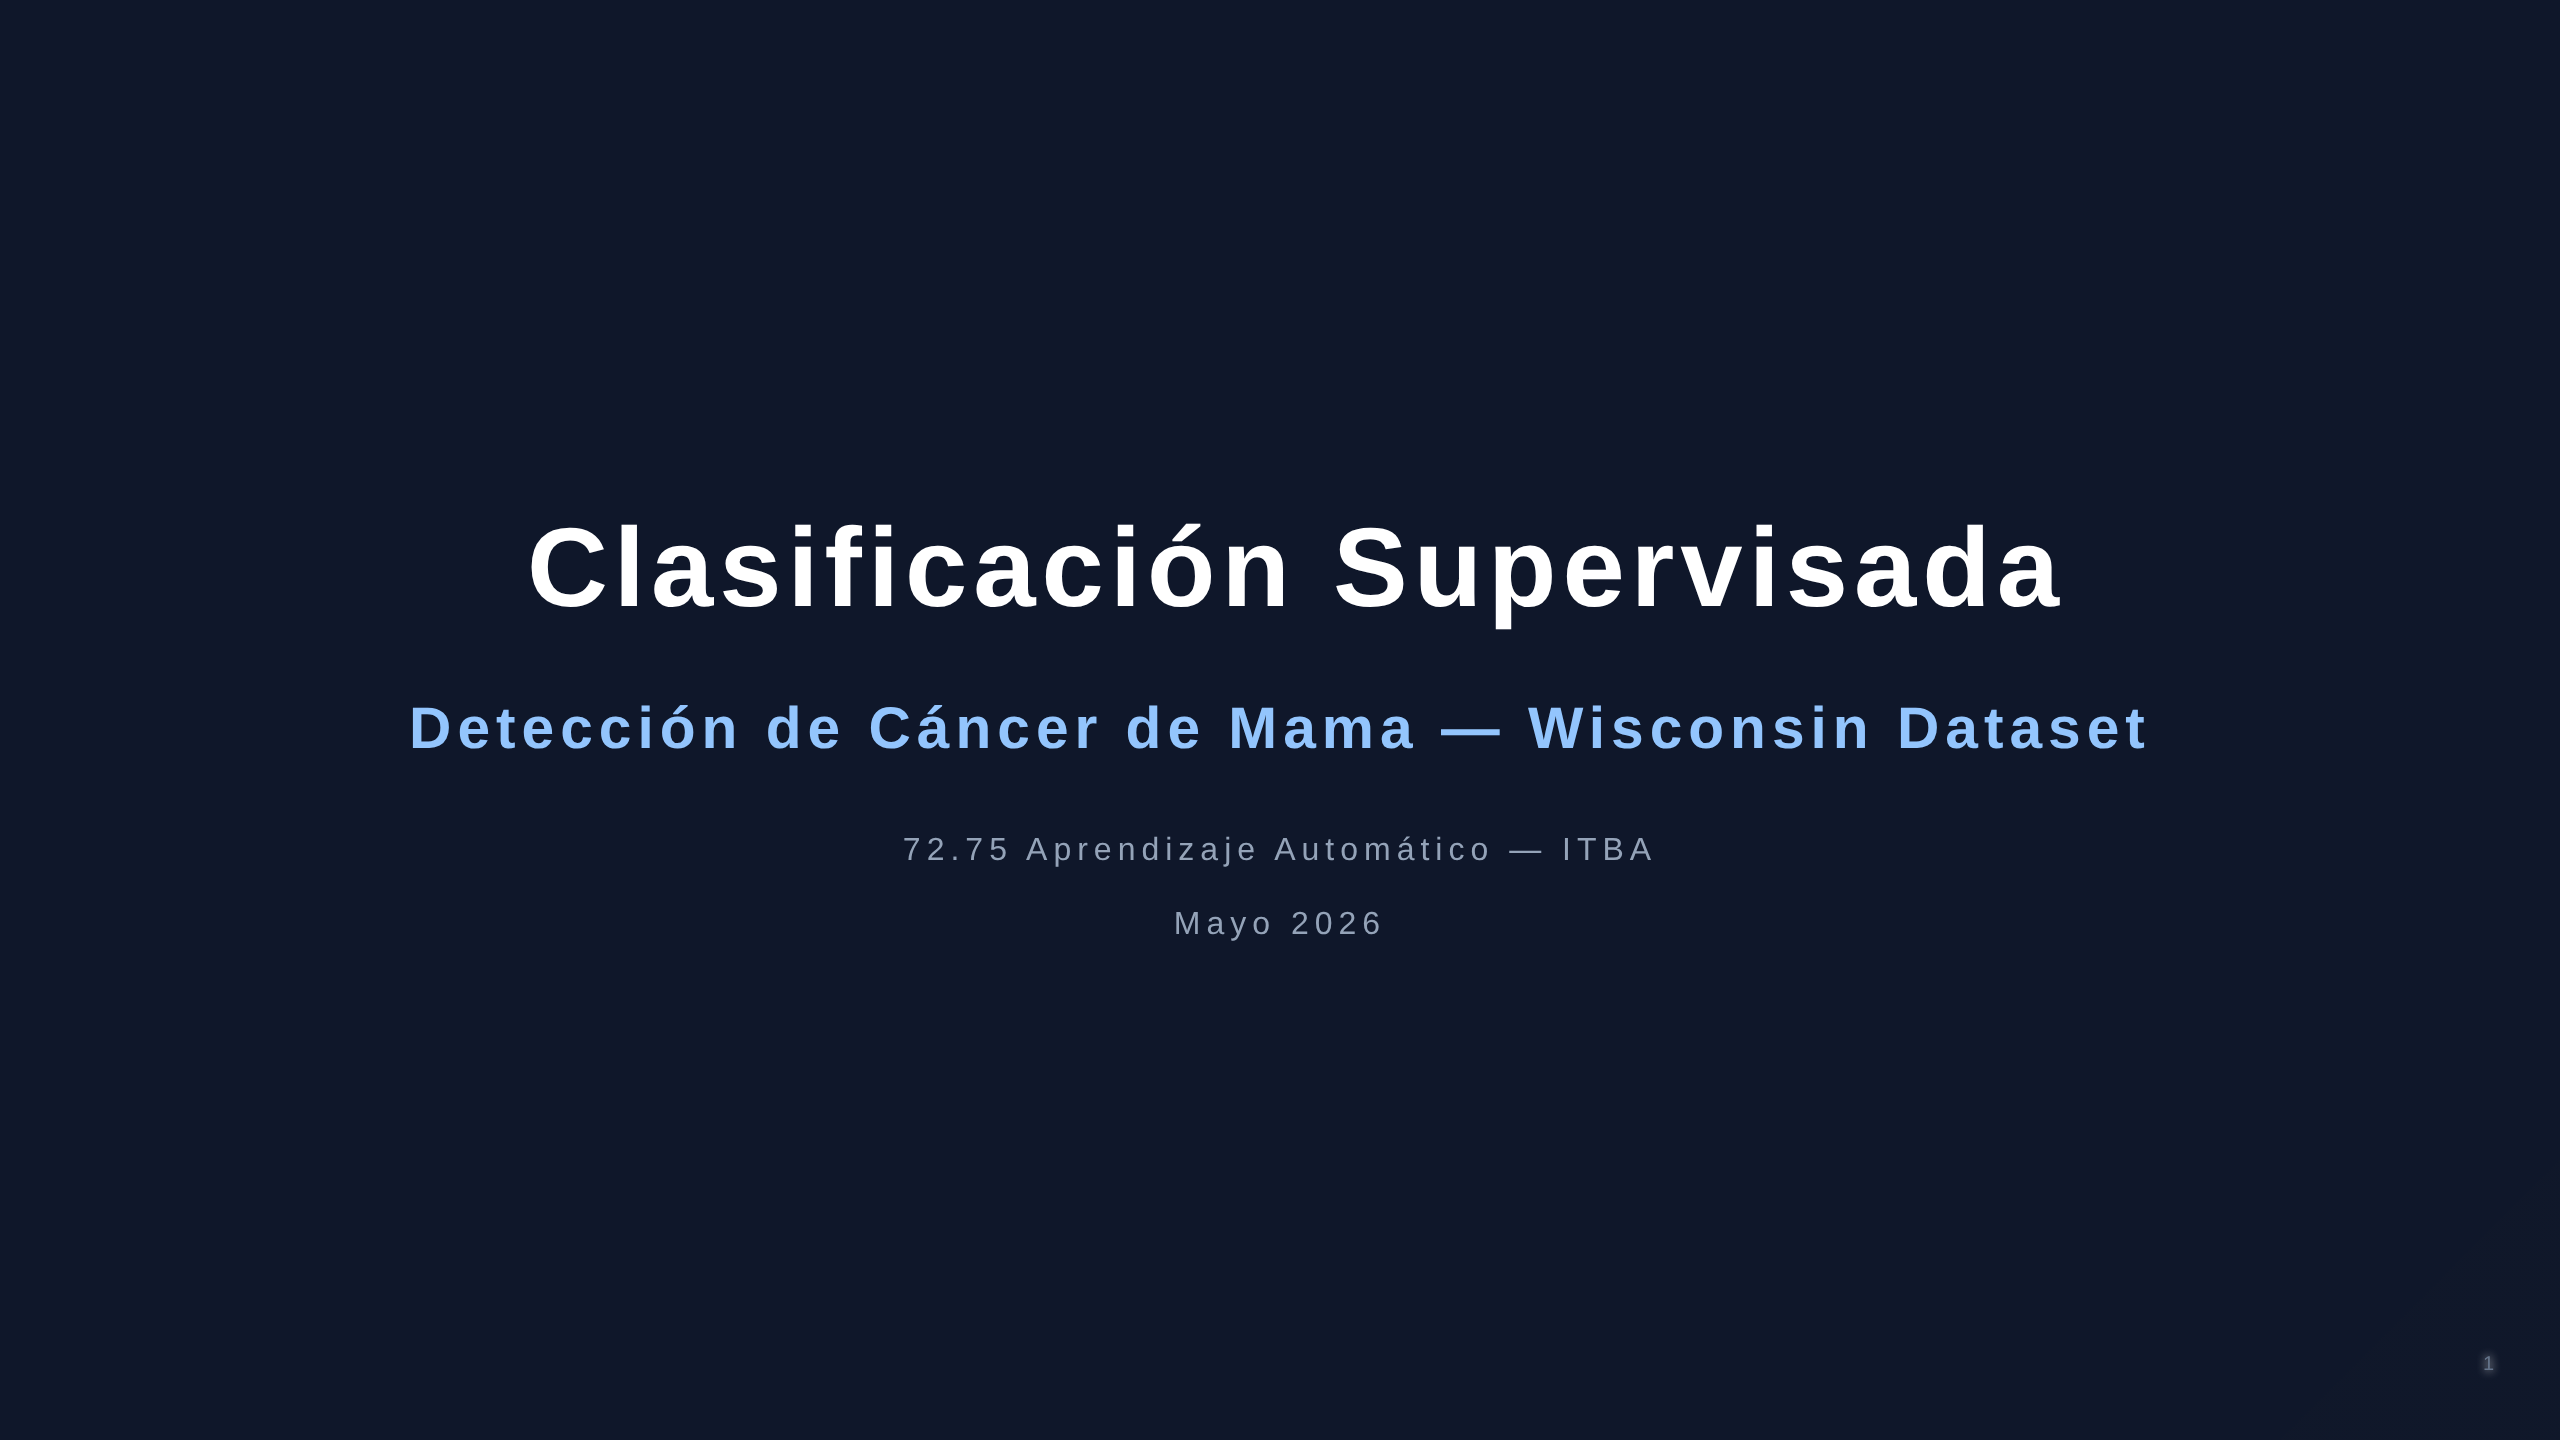 Clasificación Supervisada
Detección de Cáncer de Mama — Wisconsin Dataset
72.75 Aprendizaje Automático — ITBA
Mayo 2026
1